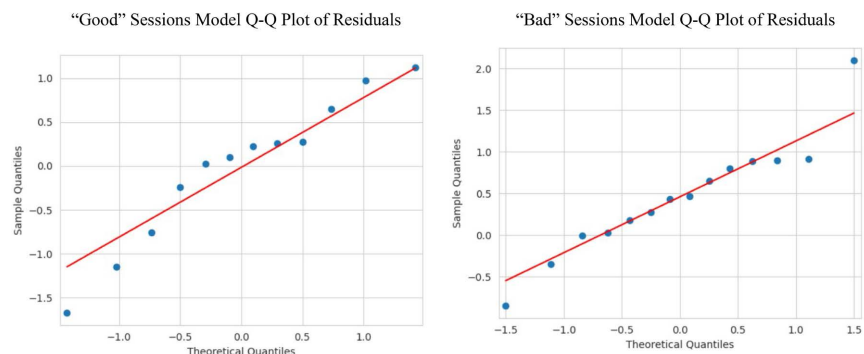 “Good” Sessions Model Q-Q Plot of Residuals
1.0
0.5
0.0
−0.5
−1.0
−1.5
Sample Quantiles
−1.0 −0.5 0.0 0.5 1.0
Theoretical Quantiles
“Bad” Sessions Model Q-Q Plot of Residuals
2.0
1.5
1.0
0.5
0.0
−0.5
Sample Quantiles
−1.5 −1.0 −0.5 0.0 0.5 1.0 1.5
Theoretical Quantiles